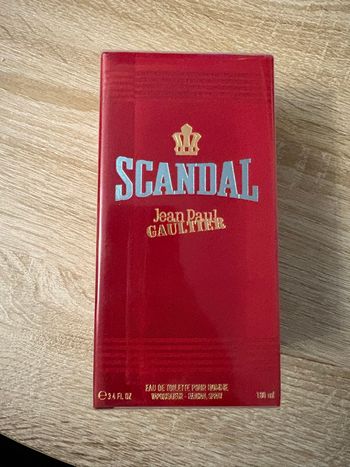 SCANDAL
Jean Paul
GAULTIER
EAU DE TOILETTE POUR HOMME
VAPORISATEUR - NATURAL SPRAY
℮ 3.4 FL OZ
100 ml